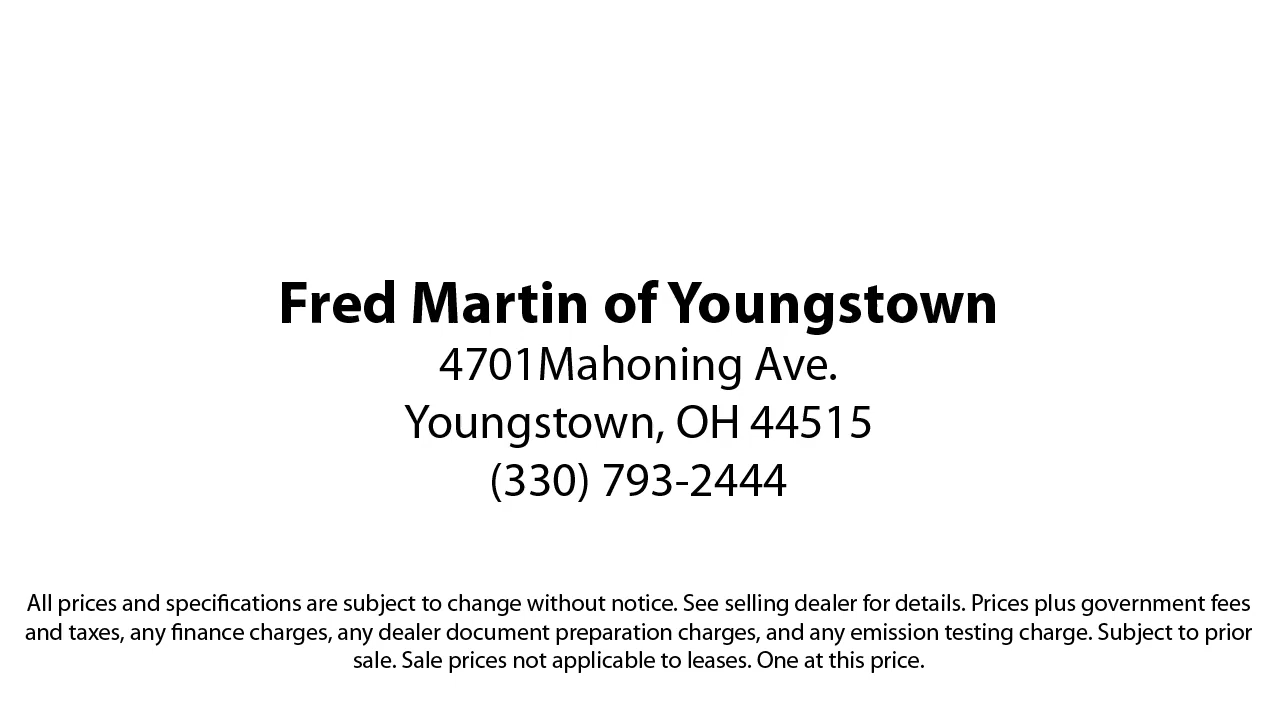 Fred Martin of Youngstown
4701Mahoning Ave.
Youngstown, OH 44515
(330) 793-2444
All prices and specifications are subject to change without notice. See selling dealer for details. Prices plus government fees
and taxes, any finance charges, any dealer document preparation charges, and any emission testing charge. Subject to prior
sale. Sale prices not applicable to leases. One at this price.